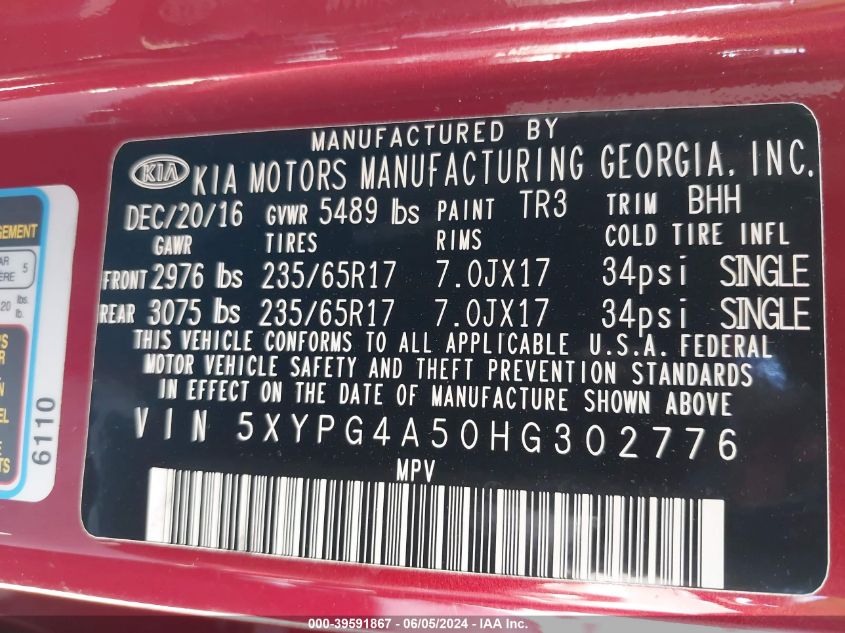 MANUFACTURED BY
KIA KIA MOTORS MANUFACTURING GEORGIA, INC.
DEC/20/16 GVWR 5489 lbs PAINT TR3 TRIM BHH
GAWR TIRES RIMS COLD TIRE INFL
FRONT 2976 lbs 235/65R17 7.0JX17 34psi SINGLE
REAR 3075 lbs 235/65R17 7.0JX17 34psi SINGLE
THIS VEHICLE CONFORMS TO ALL APPLICABLE U.S.A. FEDERAL
MOTOR VEHICLE SAFETY AND THEFT PREVENTION STANDARDS
IN EFFECT ON THE DATE OF MANUFACTURE SHOWN ABOVE
VIN 5XYPG4A50HG302776
MPV
5
lbs.
lb.
6110
000-39591867 - 06/05/2024 - IAA, Inc.